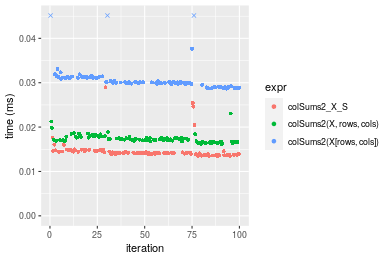 0.04
0.03
0.02
0.01
0.00
time (ms)
0
25
50
75
100
iteration
expr
colSums2_X_S
colSums2(X, rows, cols)
colSums2(X[rows, cols])